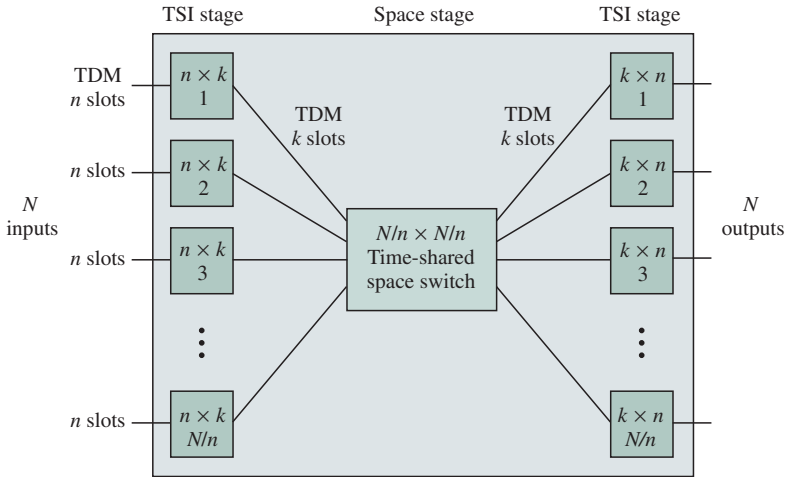 TSI stage
Space stage
TSI stage
TDM
n slots
n × k
1
TDM
k slots
TDM
k slots
k × n
1
n slots
n × k
2
k × n
2
N
inputs
n slots
n × k
3
N/n × N/n
Time-shared
space switch
k × n
3
N
outputs
n slots
n × k
N/n
k × n
N/n